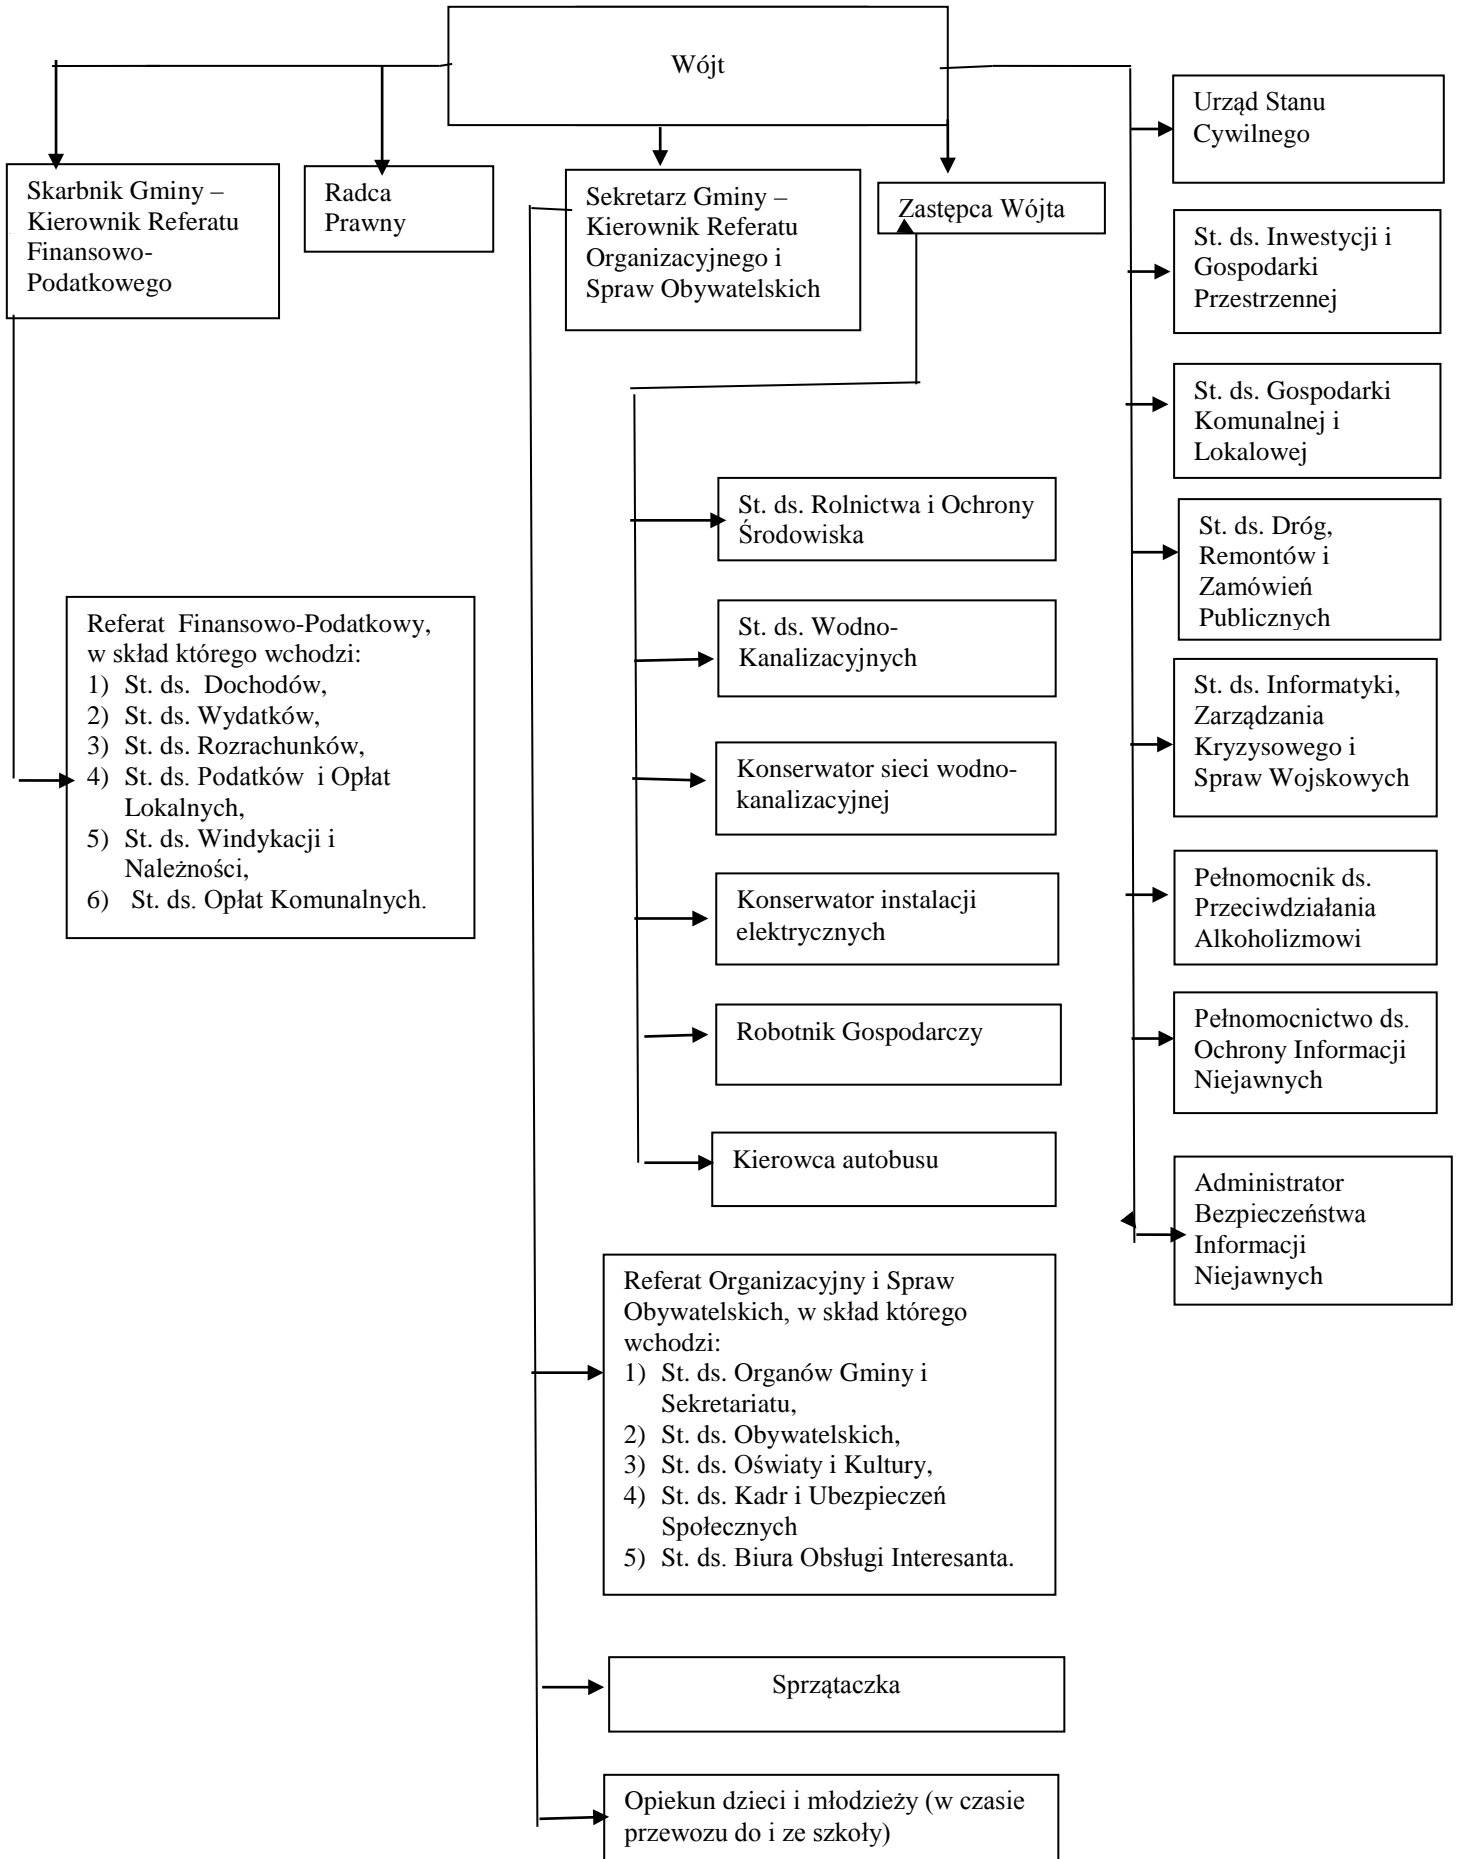 Wójt
Skarbnik Gminy –
Kierownik Referatu
Finansowo-
Podatkowego
Radca
Prawny
Sekretarz Gminy –
Kierownik Referatu
Organizacyjnego i
Spraw Obywatelskich
Zastępca Wójta
Urząd Stanu
Cywilnego
St. ds. Inwestycji i
Gospodarki
Przestrzennej
St. ds. Gospodarki
Komunalnej i
Lokalowej
St. ds. Dróg,
Remontów i
Zamówień
Publicznych
St. ds. Informatyki,
Zarządzania
Kryzysowego i
Spraw Wojskowych
Pełnomocnik ds.
Przeciwdziałania
Alkoholizmowi
Pełnomocnictwo ds.
Ochrony Informacji
Niejawnych
Administrator
Bezpieczeństwa
Informacji
Niejawnych
St. ds. Rolnictwa i Ochrony
Środowiska
St. ds. Wodno-
Kanalizacyjnych
Konserwator sieci wodno-
kanalizacyjnej
Konserwator instalacji
elektrycznych
Robotnik Gospodarczy
Kierowca autobusu
Referat Finansowo-Podatkowy,
w skład którego wchodzi:
1) St. ds. Dochodów,
2) St. ds. Wydatków,
3) St. ds. Rozrachunków,
4) St. ds. Podatków i Opłat
Lokalnych,
5) St. ds. Windykacji i
Należności,
6) St. ds. Opłat Komunalnych.
Referat Organizacyjny i Spraw
Obywatelskich, w skład którego
wchodzi:
1) St. ds. Organów Gminy i
Sekretariatu,
2) St. ds. Obywatelskich,
3) St. ds. Oświaty i Kultury,
4) St. ds. Kadr i Ubezpieczeń
Społecznych
5) St. ds. Biura Obsługi Interesanta.
Sprzątaczka
Opiekun dzieci i młodzieży (w czasie
przewozu do i ze szkoły)